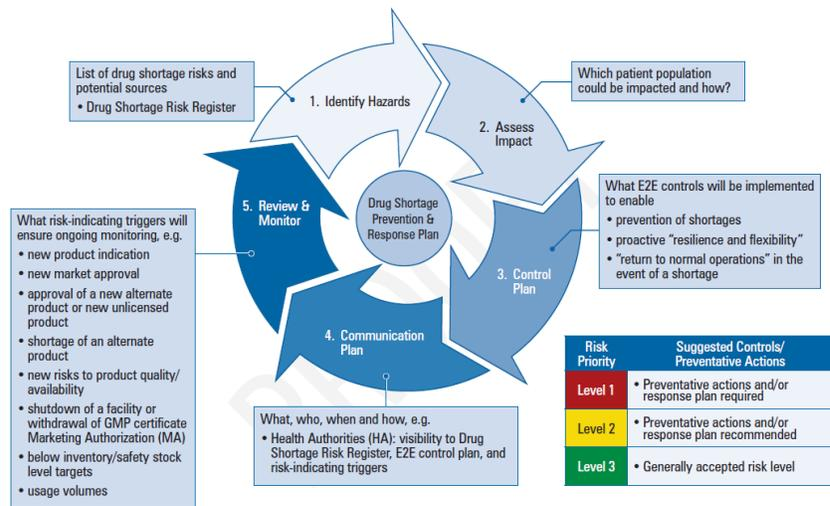 List of drug shortage risks and
potential sources
• Drug Shortage Risk Register
1. Identify Hazards
Which patient population
could be impacted and how?
2. Assess
Impact
What E2E controls will be implemented
to enable
• prevention of shortages
• proactive “resilience and flexibility”
• “return to normal operations” in the
event of a shortage
3. Control
Plan
Drug Shortage
Prevention &
Response Plan
5. Review &
Monitor
What risk-indicating triggers will
ensure ongoing monitoring, e.g.
• new product indication
• new market approval
• approval of a new alternate
product or new unlicensed
product
• shortage of an alternate
product
• new risks to product quality/
availability
• shutdown of a facility or
withdrawal of GMP certificate
Marketing Authorization (MA)
• below inventory/safety stock
level targets
• usage volumes
4. Communication
Plan
What, who, when and how, e.g.
• Health Authorities (HA): visibility to Drug
Shortage Risk Register, E2E control plan, and
risk-indicating triggers
Risk
Priority
Suggested Controls/
Preventative Actions
Level 1
• Preventative actions and/or
response plan required
Level 2
• Preventative actions and/or
response plan recommended
Level 3
• Generally accepted risk level